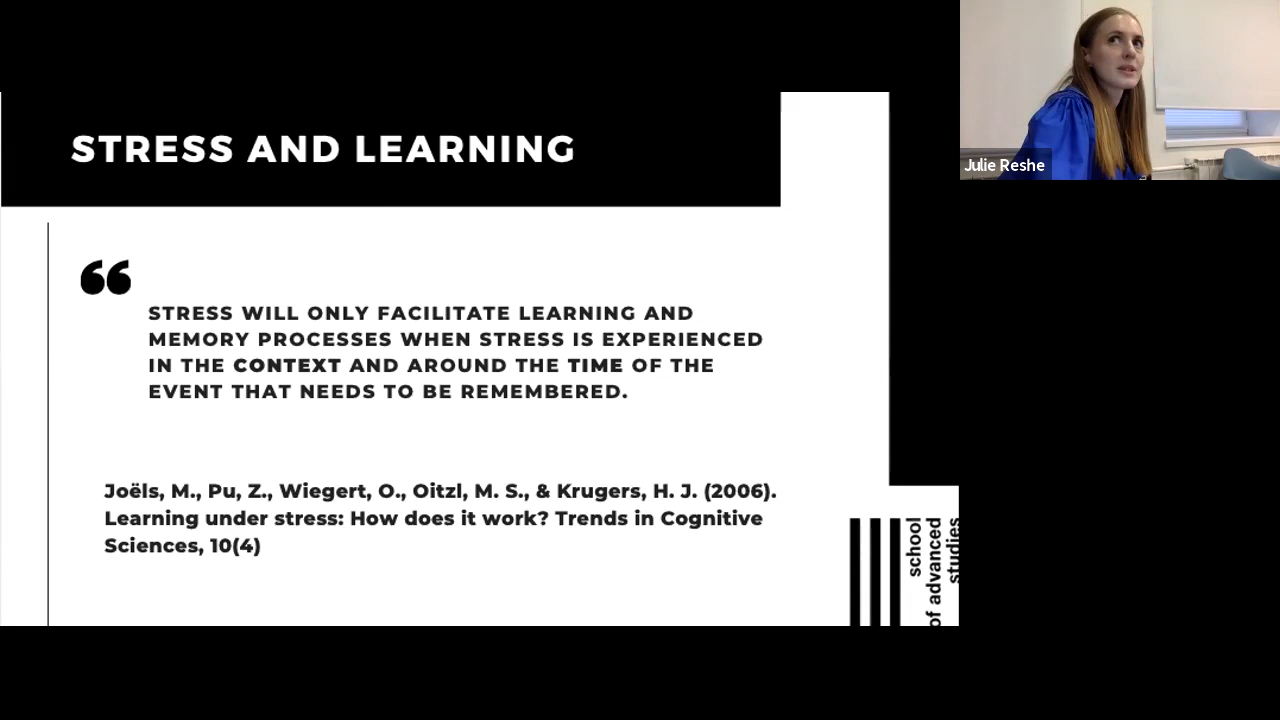 STRESS AND LEARNING
Julie Reshe
❝
STRESS WILL ONLY FACILITATE LEARNING AND
MEMORY PROCESSES WHEN STRESS IS EXPERIENCED
IN THE CONTEXT AND AROUND THE TIME OF THE
EVENT THAT NEEDS TO BE REMEMBERED.
Joëls, M., Pu, Z., Wiegert, O., Oitzl, M. S., & Krugers, H. J. (2006).
Learning under stress: How does it work? Trends in Cognitive
Sciences, 10(4)
school
of advanced
studies